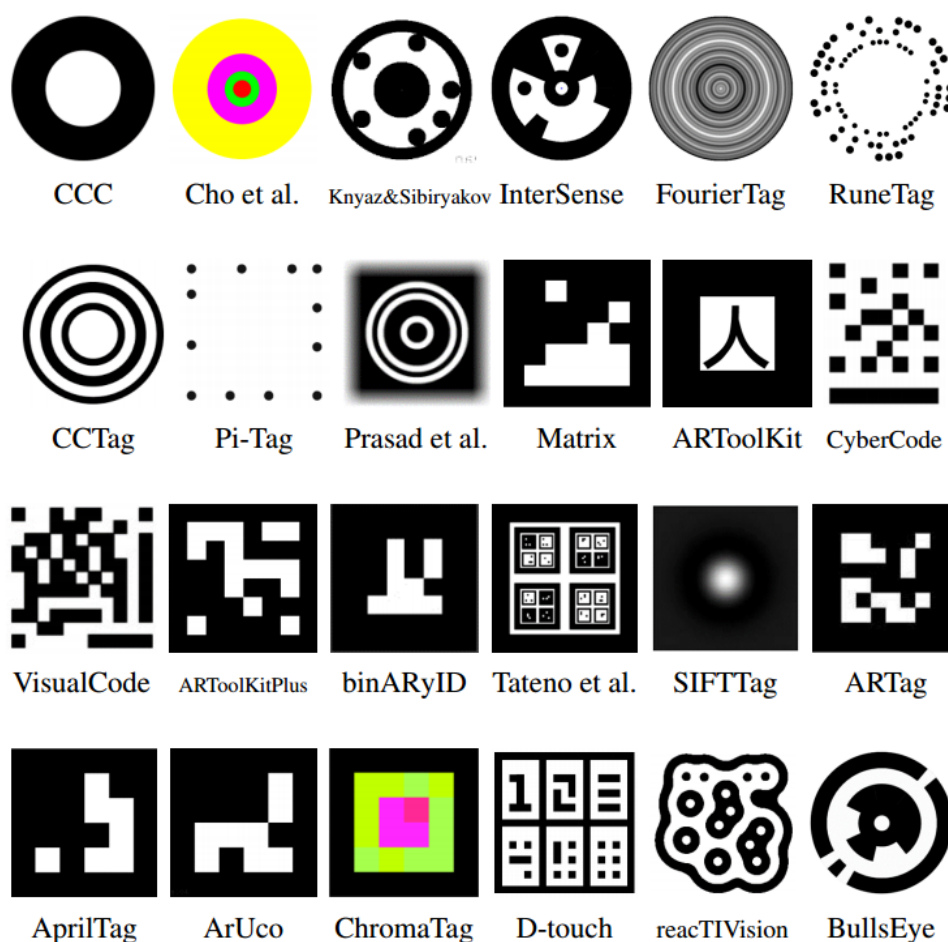 CCC Cho et al. Knyaz&Sibiryakov InterSense FourierTag RuneTag
人
CCTag Pi-Tag Prasad et al. Matrix ARToolKit CyberCode
VisualCode ARToolKitPlus binARyID Tateno et al. SIFTTag ARTag
AprilTag ArUco ChromaTag D-touch reacTIVision BullsEye